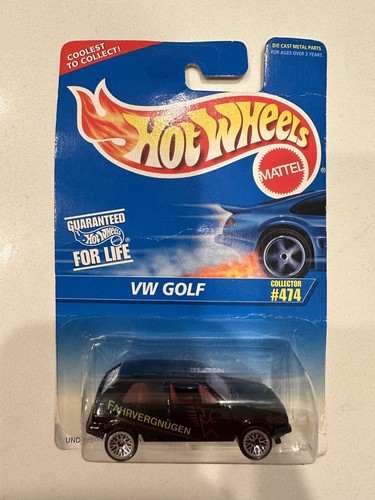 COOLEST
TO COLLECT!
DIE CAST METAL PARTS.
FOR AGES OVER 3 YEARS.
HOT WHEELS
MATTEL
®
GUARANTEED
HOT WHEELS
FOR LIFE
VW GOLF
COLLECTOR
#474
FAHRVERGNÜGEN